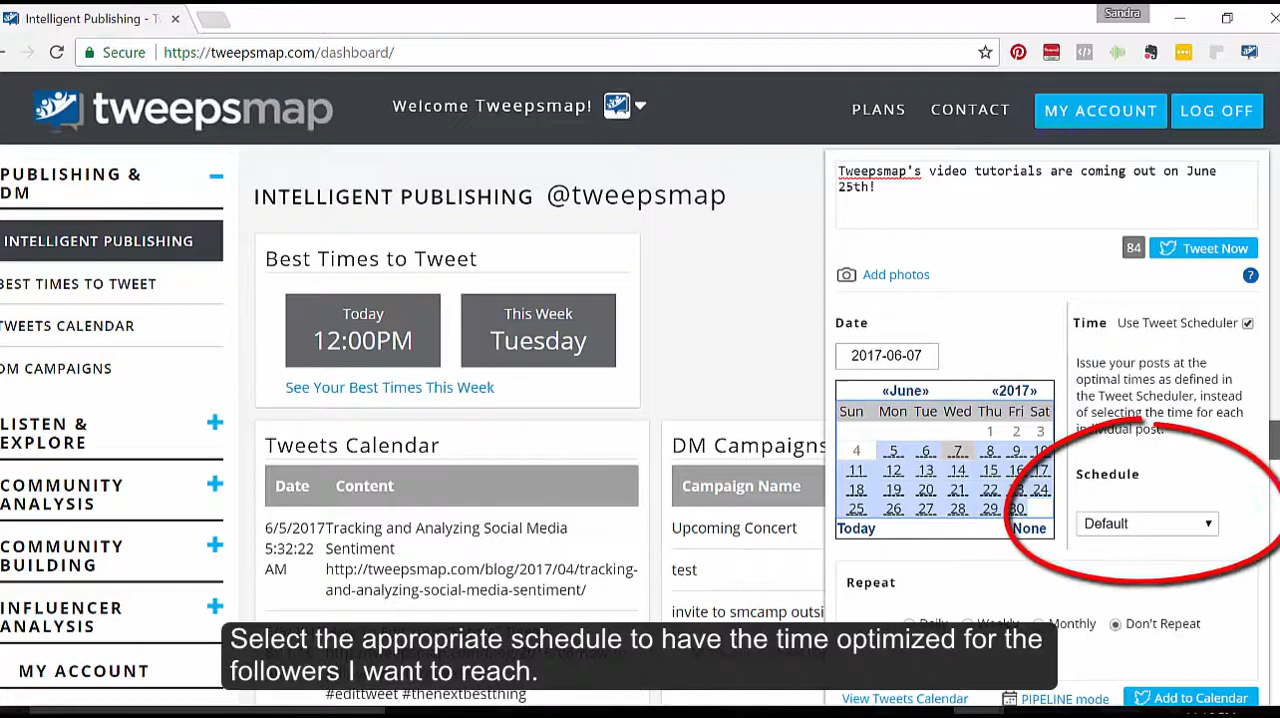 Intelligent Publishing - T
Sandra
Secure
https://tweepsmap.com/dashboard/
tweepsmap
Welcome Tweepsmap!
PLANS
CONTACT
MY ACCOUNT
LOG OFF
PUBLISHING &
DM
INTELLIGENT PUBLISHING
BEST TIMES TO TWEET
TWEETS CALENDAR
DM CAMPAIGNS
LISTEN &
EXPLORE
COMMUNITY
ANALYSIS
COMMUNITY
BUILDING
INFLUENCER
ANALYSIS
MY ACCOUNT
INTELLIGENT PUBLISHING @tweepsmap
Best Times to Tweet
Today
12:00PM
This Week
Tuesday
See Your Best Times This Week
Tweets Calendar
Date Content
6/5/2017 Tracking and Analyzing Social Media
5:32:22 Sentiment
AM http://tweepsmap.com/blog/2017/04/tracking-
and-analyzing-social-media-sentiment/
#edittweet #thenextbestthing
DM Campaigns
Campaign Name
Upcoming Concert
test
invite to smcamp outsi
Tweepsmap's video tutorials are coming out on June
25th!
84
Tweet Now
Add photos
?
Date
2017-06-07
«June» «2017»
Sun Mon Tue Wed Thu Fri Sat
1 2 3
4 5 6 7 8 9 10
11 12 13 14 15 16 17
18 19 20 21 22 23 24
25 26 27 28 29 30
Today None
Time Use Tweet Scheduler
Issue your posts at the
optimal times as defined in
the Tweet Scheduler, instead
of selecting the time for each
individual post.
Schedule
Default
Repeat
Daily Weekly Monthly Don't Repeat
View Tweets Calendar
PIPELINE mode
Add to Calendar
Select the appropriate schedule to have the time optimized for the
followers I want to reach.